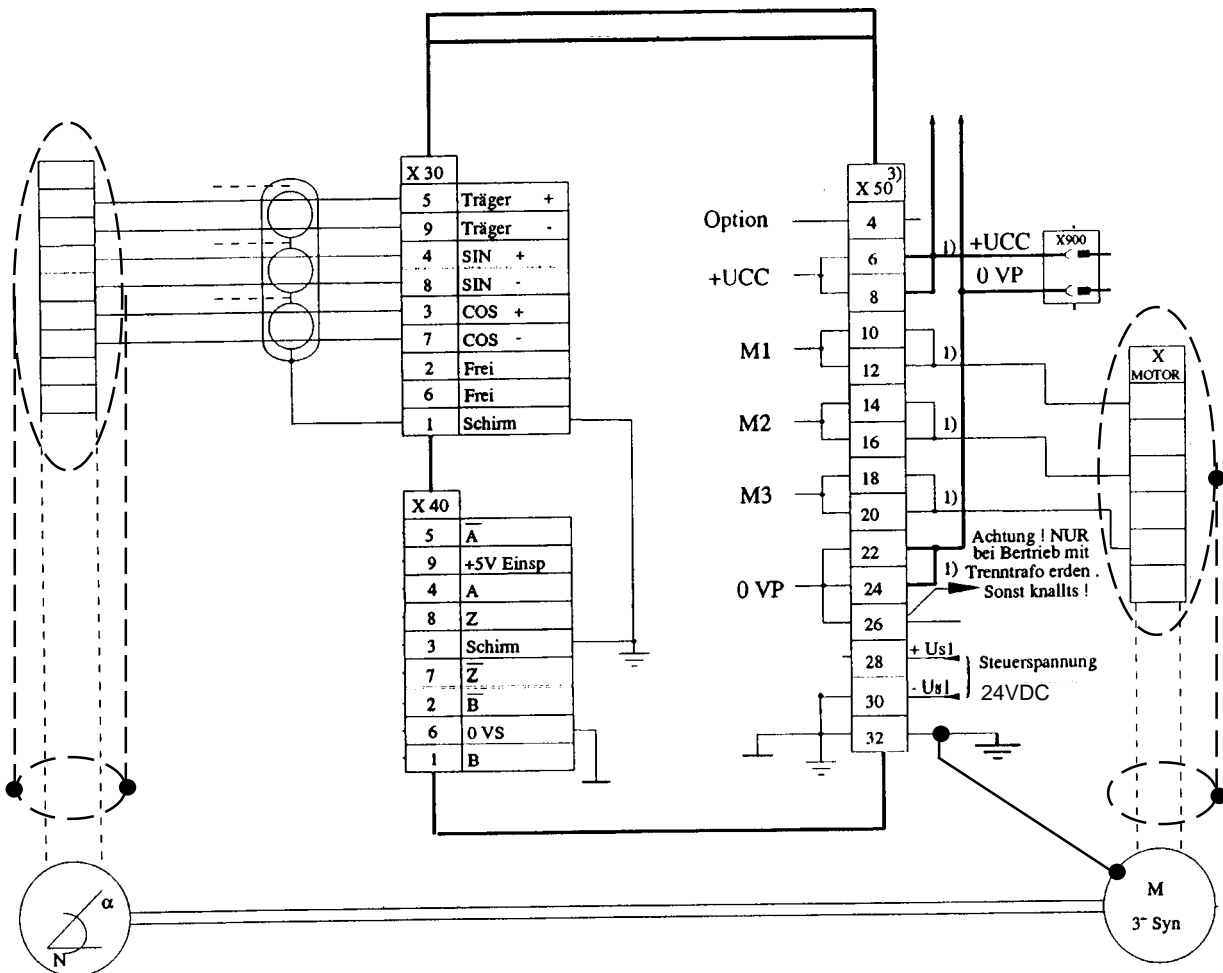 X 30
5 Träger +
9 Träger -
4 SIN +
8 SIN -
3 COS +
7 COS -
2 Frei
6 Frei
1 Schirm
X 40
5 A̅
9 +5V Einsp
4 A
8 Z
3 Schirm
7 Z̅
2 B̅
6 0 VS
1 B
3)
X 50
Option 4
+UCC 6
8
M1 10
12
M2 14
16
M3 18
20
0 VP 22
24
26
28 + Us1
30 - Us1
32
1) +UCC
0 VP
X900
1)
1)
1)
1)
Achtung ! NUR
bei Bertrieb mit
Trenntrafo erden .
Sonst knallts !
Steuerspannung
24VDC
X
MOTOR
α
N
M
3~ Syn